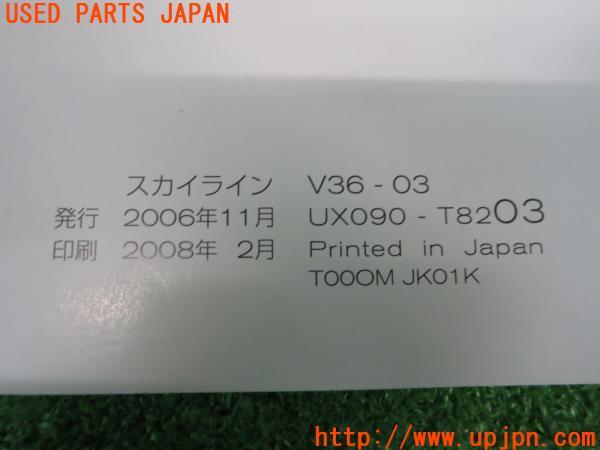 USED PARTS JAPAN
スカイライン V36 - 03
発行 2006年11月 UX090 - T8203
印刷 2008年 2月 Printed in Japan
T00OM JK01K
http://www.upjpn.com